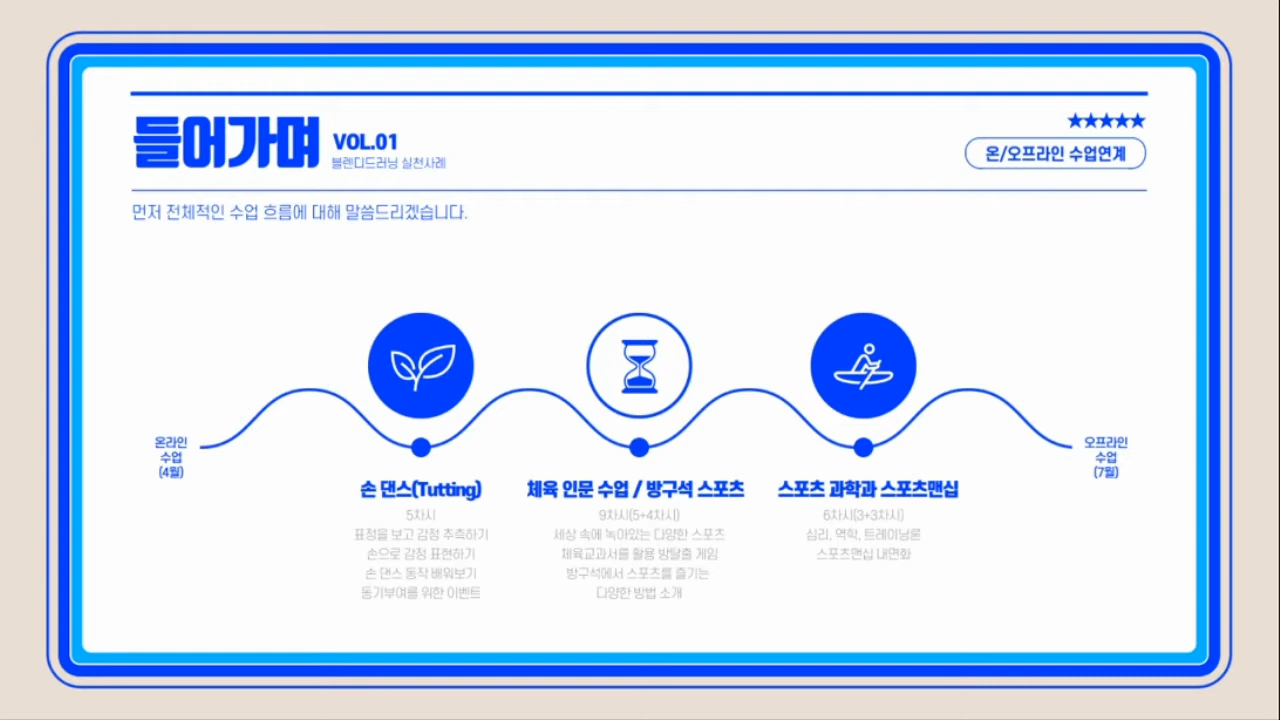 들어가며
VOL.01
블렌디드러닝 실천사례
★★★★★
온/오프라인 수업연계
먼저 전체적인 수업 흐름에 대해 말씀드리겠습니다.
온라인
수업
(4월)
손 댄스(Tutting)
5차시
표정을 보고 감정 추측하기
손으로 감정 표현하기
손 댄스 동작 배워보기
동기부여를 위한 이벤트
체육 인문 수업 / 방구석 스포츠
9차시(5+4차시)
세상 속에 녹아있는 다양한 스포츠
체육교과서를 활용 방탈출 게임
방구석에서 스포츠를 즐기는
다양한 방법 소개
스포츠 과학과 스포츠맨십
6차시(3+3차시)
심리, 역학, 트레이닝론
스포츠맨십 내면화
오프라인
수업
(7월)